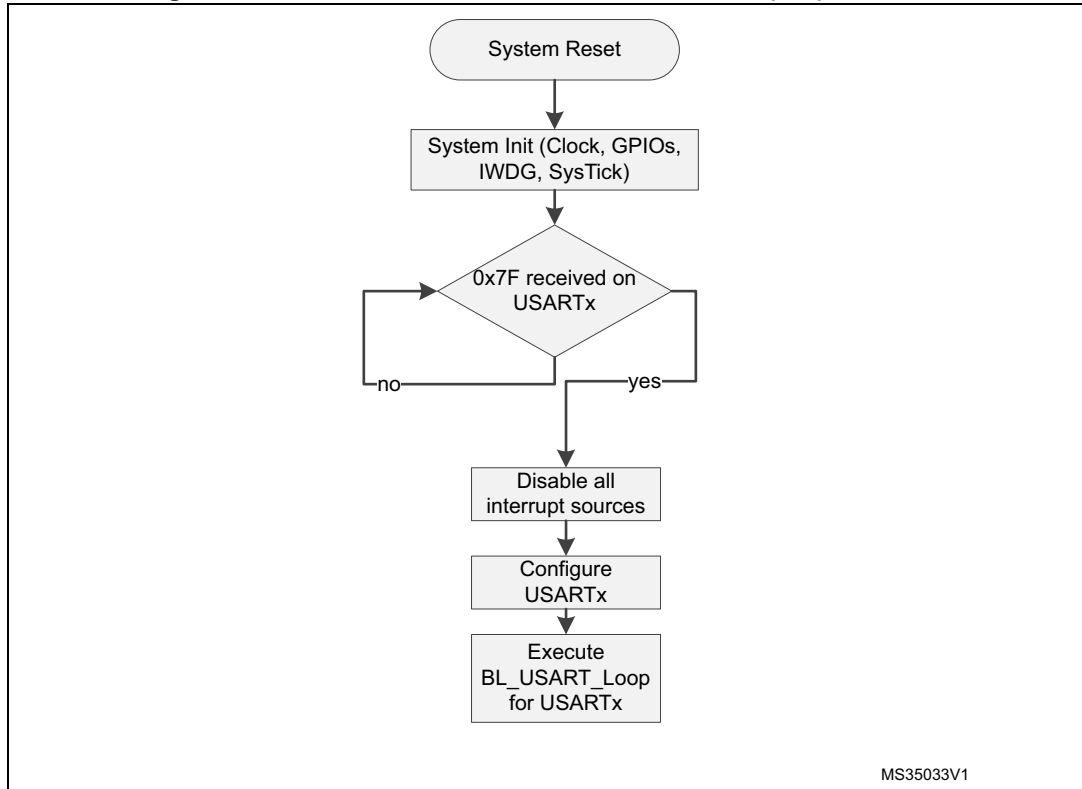 System Reset
System Init (Clock, GPIOs,
IWDG, SysTick)
0x7F received on
USARTx
no
yes
Disable all
interrupt sources
Configure
USARTx
Execute
BL_USART_Loop
for USARTx
MS35033V1